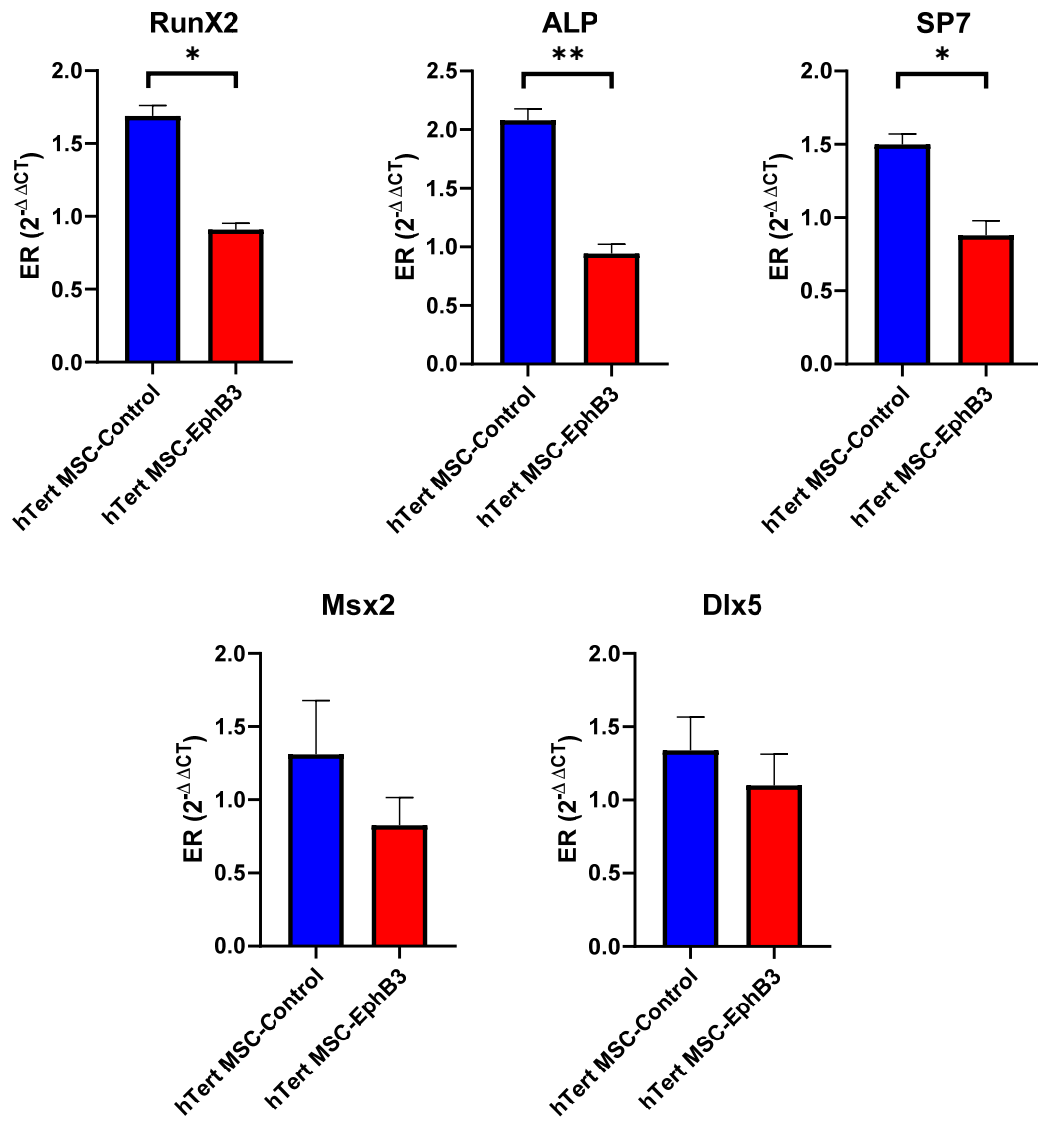 RunX2
*
2.0
1.5
1.0
0.5
0.0
ER (2-Δ ΔCT)
hTert MSC-Control
hTert MSC-EphB3
ALP
**
2.5
2.0
1.5
1.0
0.5
0.0
ER (2-Δ ΔCT)
hTert MSC-Control
hTert MSC-EphB3
SP7
*
2.0
1.5
1.0
0.5
0.0
ER (2-Δ ΔCT)
hTert MSC-Control
hTert MSC-EphB3
Msx2
2.0
1.5
1.0
0.5
0.0
ER (2-Δ ΔCT)
hTert MSC-Control
hTert MSC-EphB3
Dlx5
2.0
1.5
1.0
0.5
0.0
ER (2-Δ ΔCT)
hTert MSC-Control
hTert MSC-EphB3